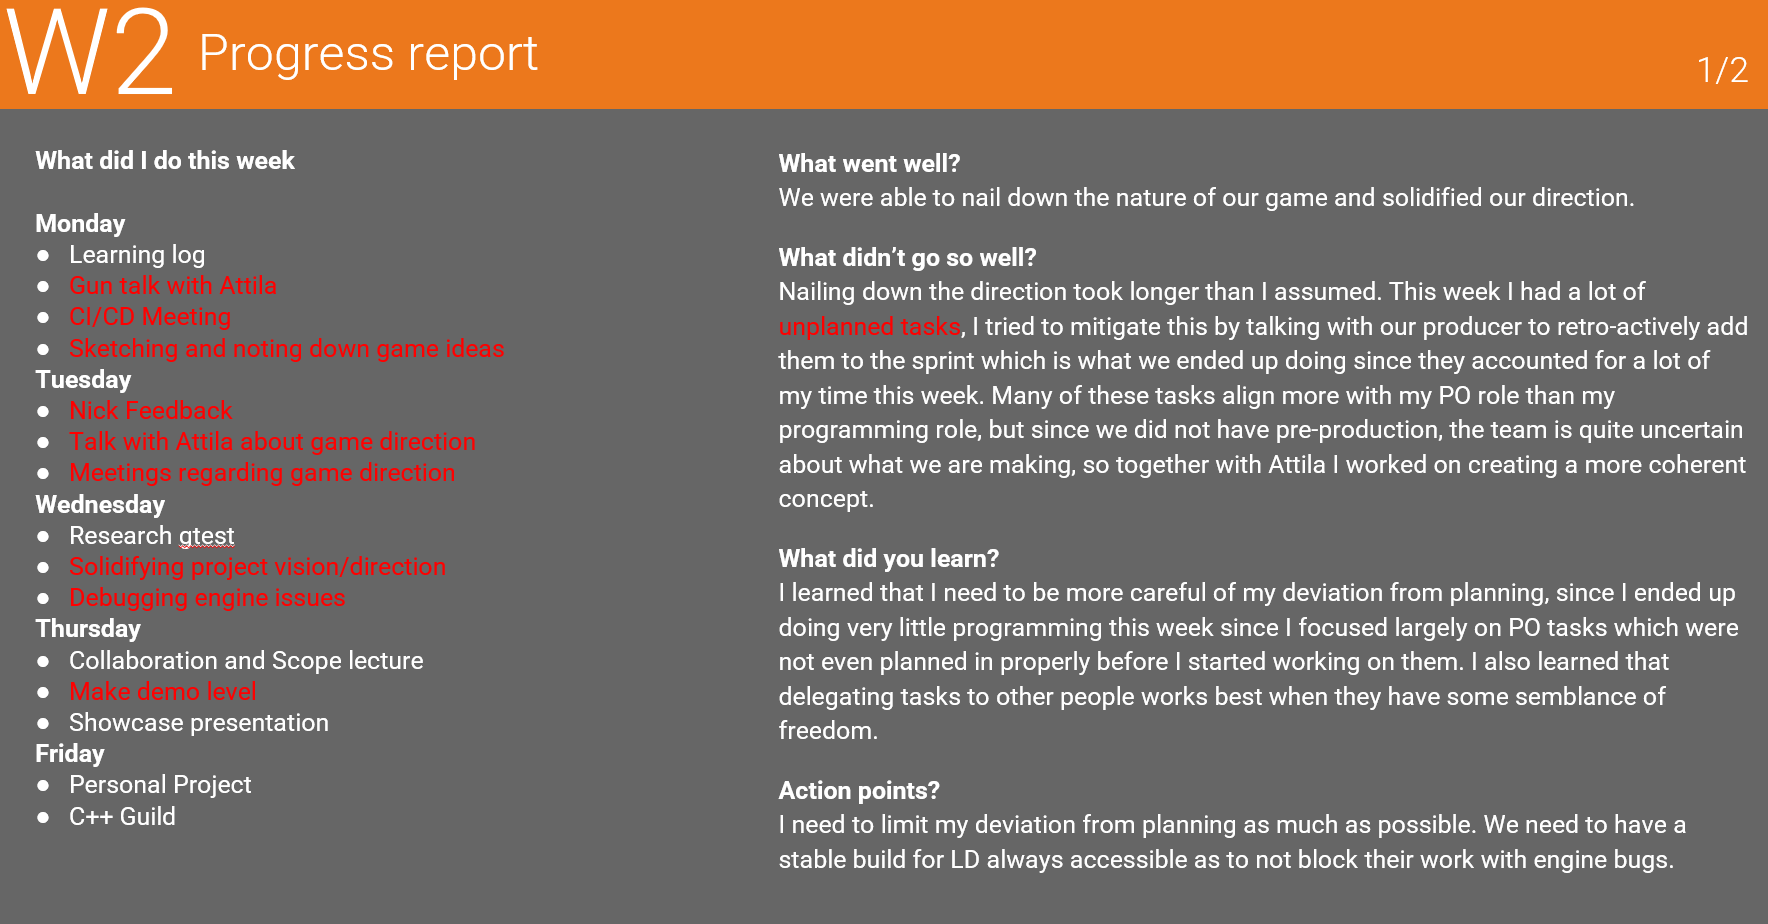 W2 Progress report
1/2
What did I do this week
Monday
● Learning log
● Gun talk with Attila
● CI/CD Meeting
● Sketching and noting down game ideas
Tuesday
● Nick Feedback
● Talk with Attila about game direction
● Meetings regarding game direction
Wednesday
● Research gtest
● Solidifying project vision/direction
● Debugging engine issues
Thursday
● Collaboration and Scope lecture
● Make demo level
● Showcase presentation
Friday
● Personal Project
● C++ Guild
What went well?
We were able to nail down the nature of our game and solidified our direction.
What didn’t go so well?
Nailing down the direction took longer than I assumed. This week I had a lot of
unplanned tasks, I tried to mitigate this by talking with our producer to retro-actively add
them to the sprint which is what we ended up doing since they accounted for a lot of
my time this week. Many of these tasks align more with my PO role than my
programming role, but since we did not have pre-production, the team is quite uncertain
about what we are making, so together with Attila I worked on creating a more coherent
concept.
What did you learn?
I learned that I need to be more careful of my deviation from planning, since I ended up
doing very little programming this week since I focused largely on PO tasks which were
not even planned in properly before I started working on them. I also learned that
delegating tasks to other people works best when they have some semblance of
freedom.
Action points?
I need to limit my deviation from planning as much as possible. We need to have a
stable build for LD always accessible as to not block their work with engine bugs.